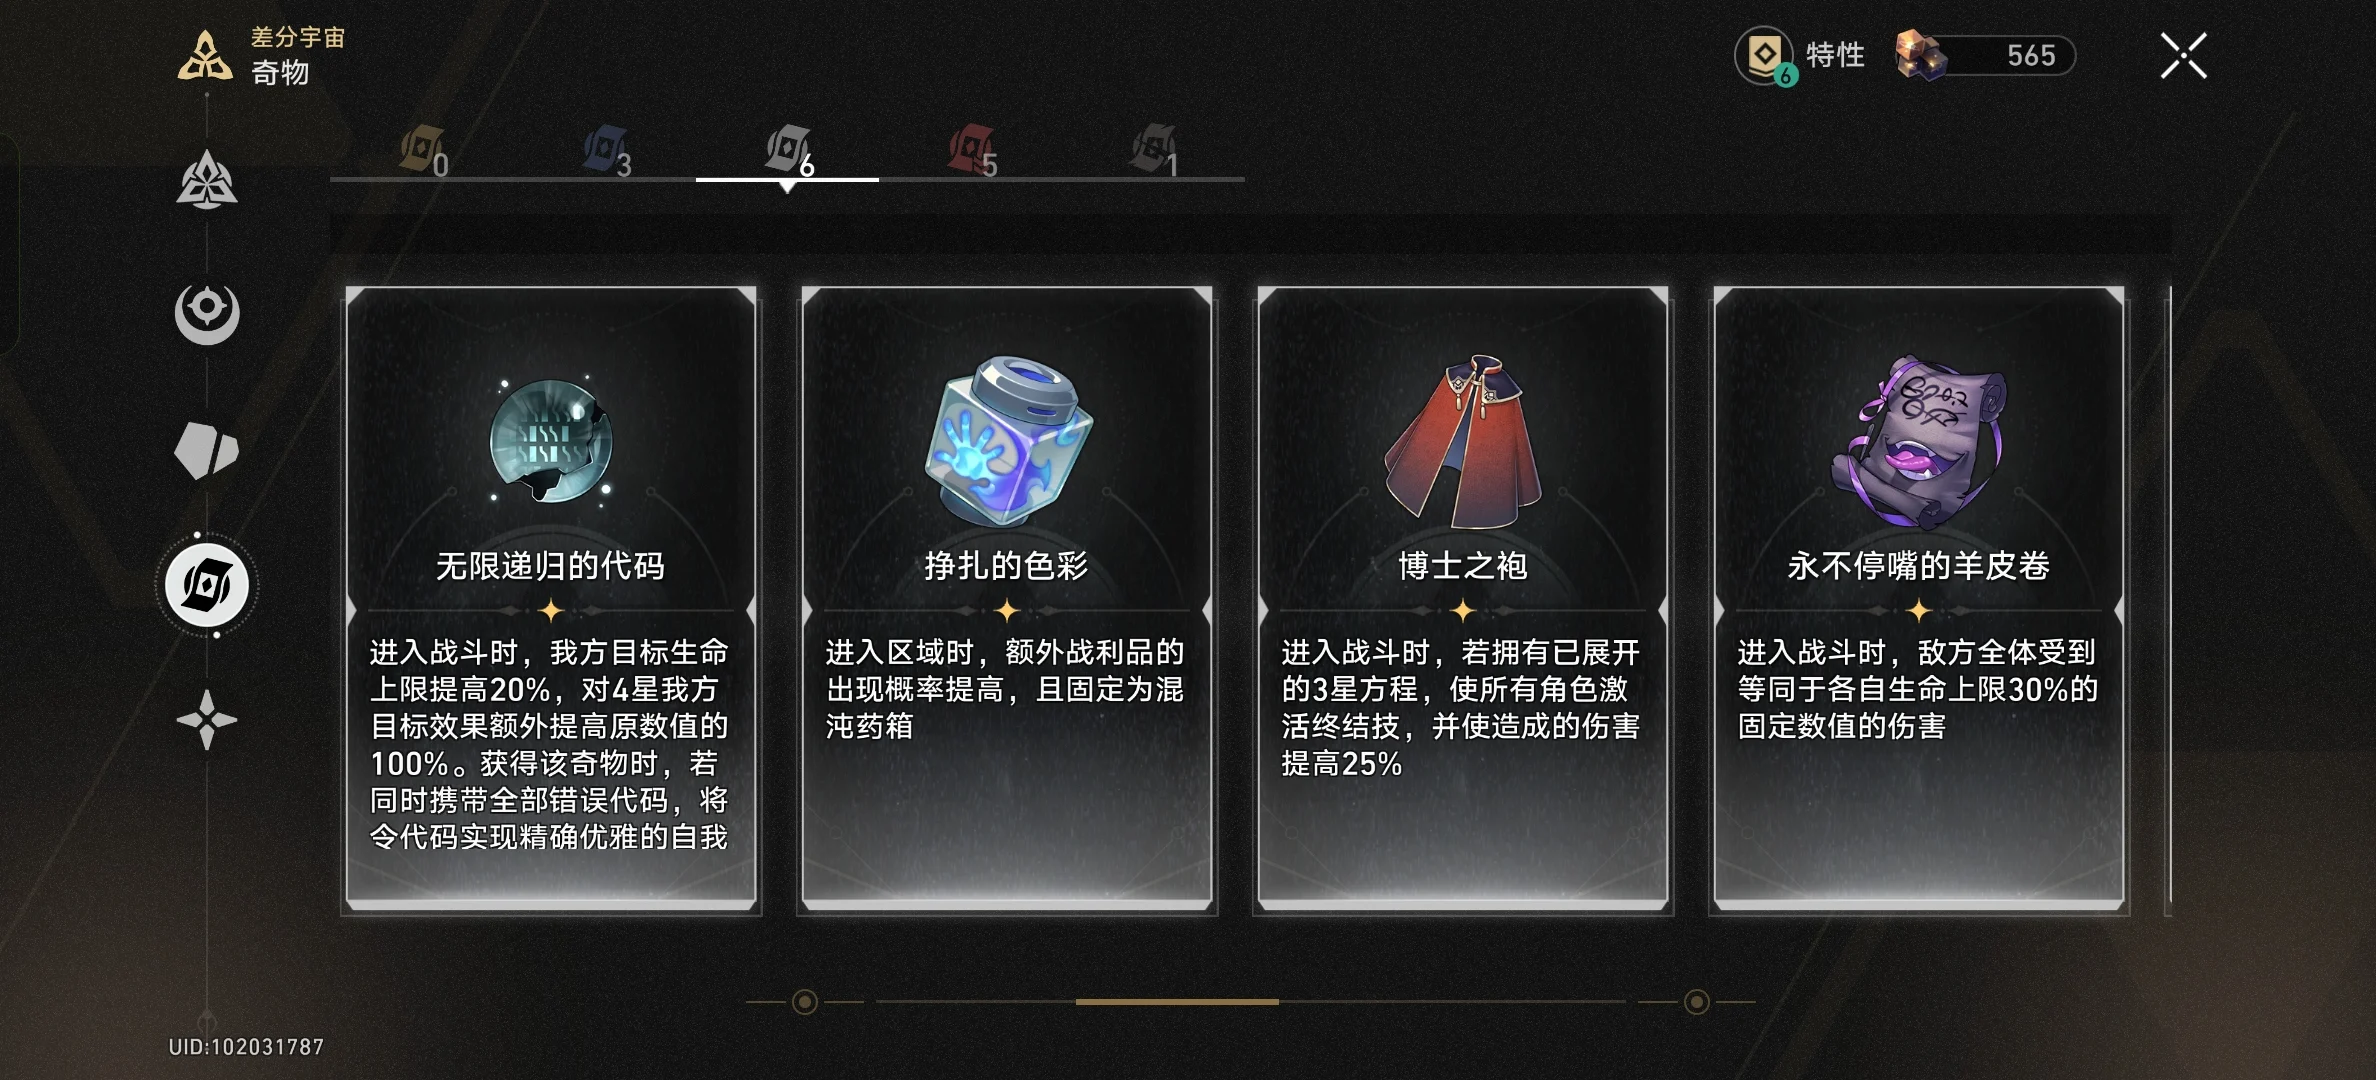 差分宇宙
奇物
6
特性
565
0
3
6
5
1
无限递归的代码
进入战斗时，我方目标生命
上限提高20%，对4星我方
目标效果额外提高原数值的
100%。获得该奇物时，若
同时携带全部错误代码，将
令代码实现精确优雅的自我
挣扎的色彩
进入区域时，额外战利品的
出现概率提高，且固定为混
沌药箱
博士之袍
进入战斗时，若拥有已展开
的3星方程，使所有角色激
活终结技，并使造成的伤害
提高25%
永不停嘴的羊皮卷
进入战斗时，敌方全体受到
等同于各自生命上限30%的
固定数值的伤害
UID:102031787